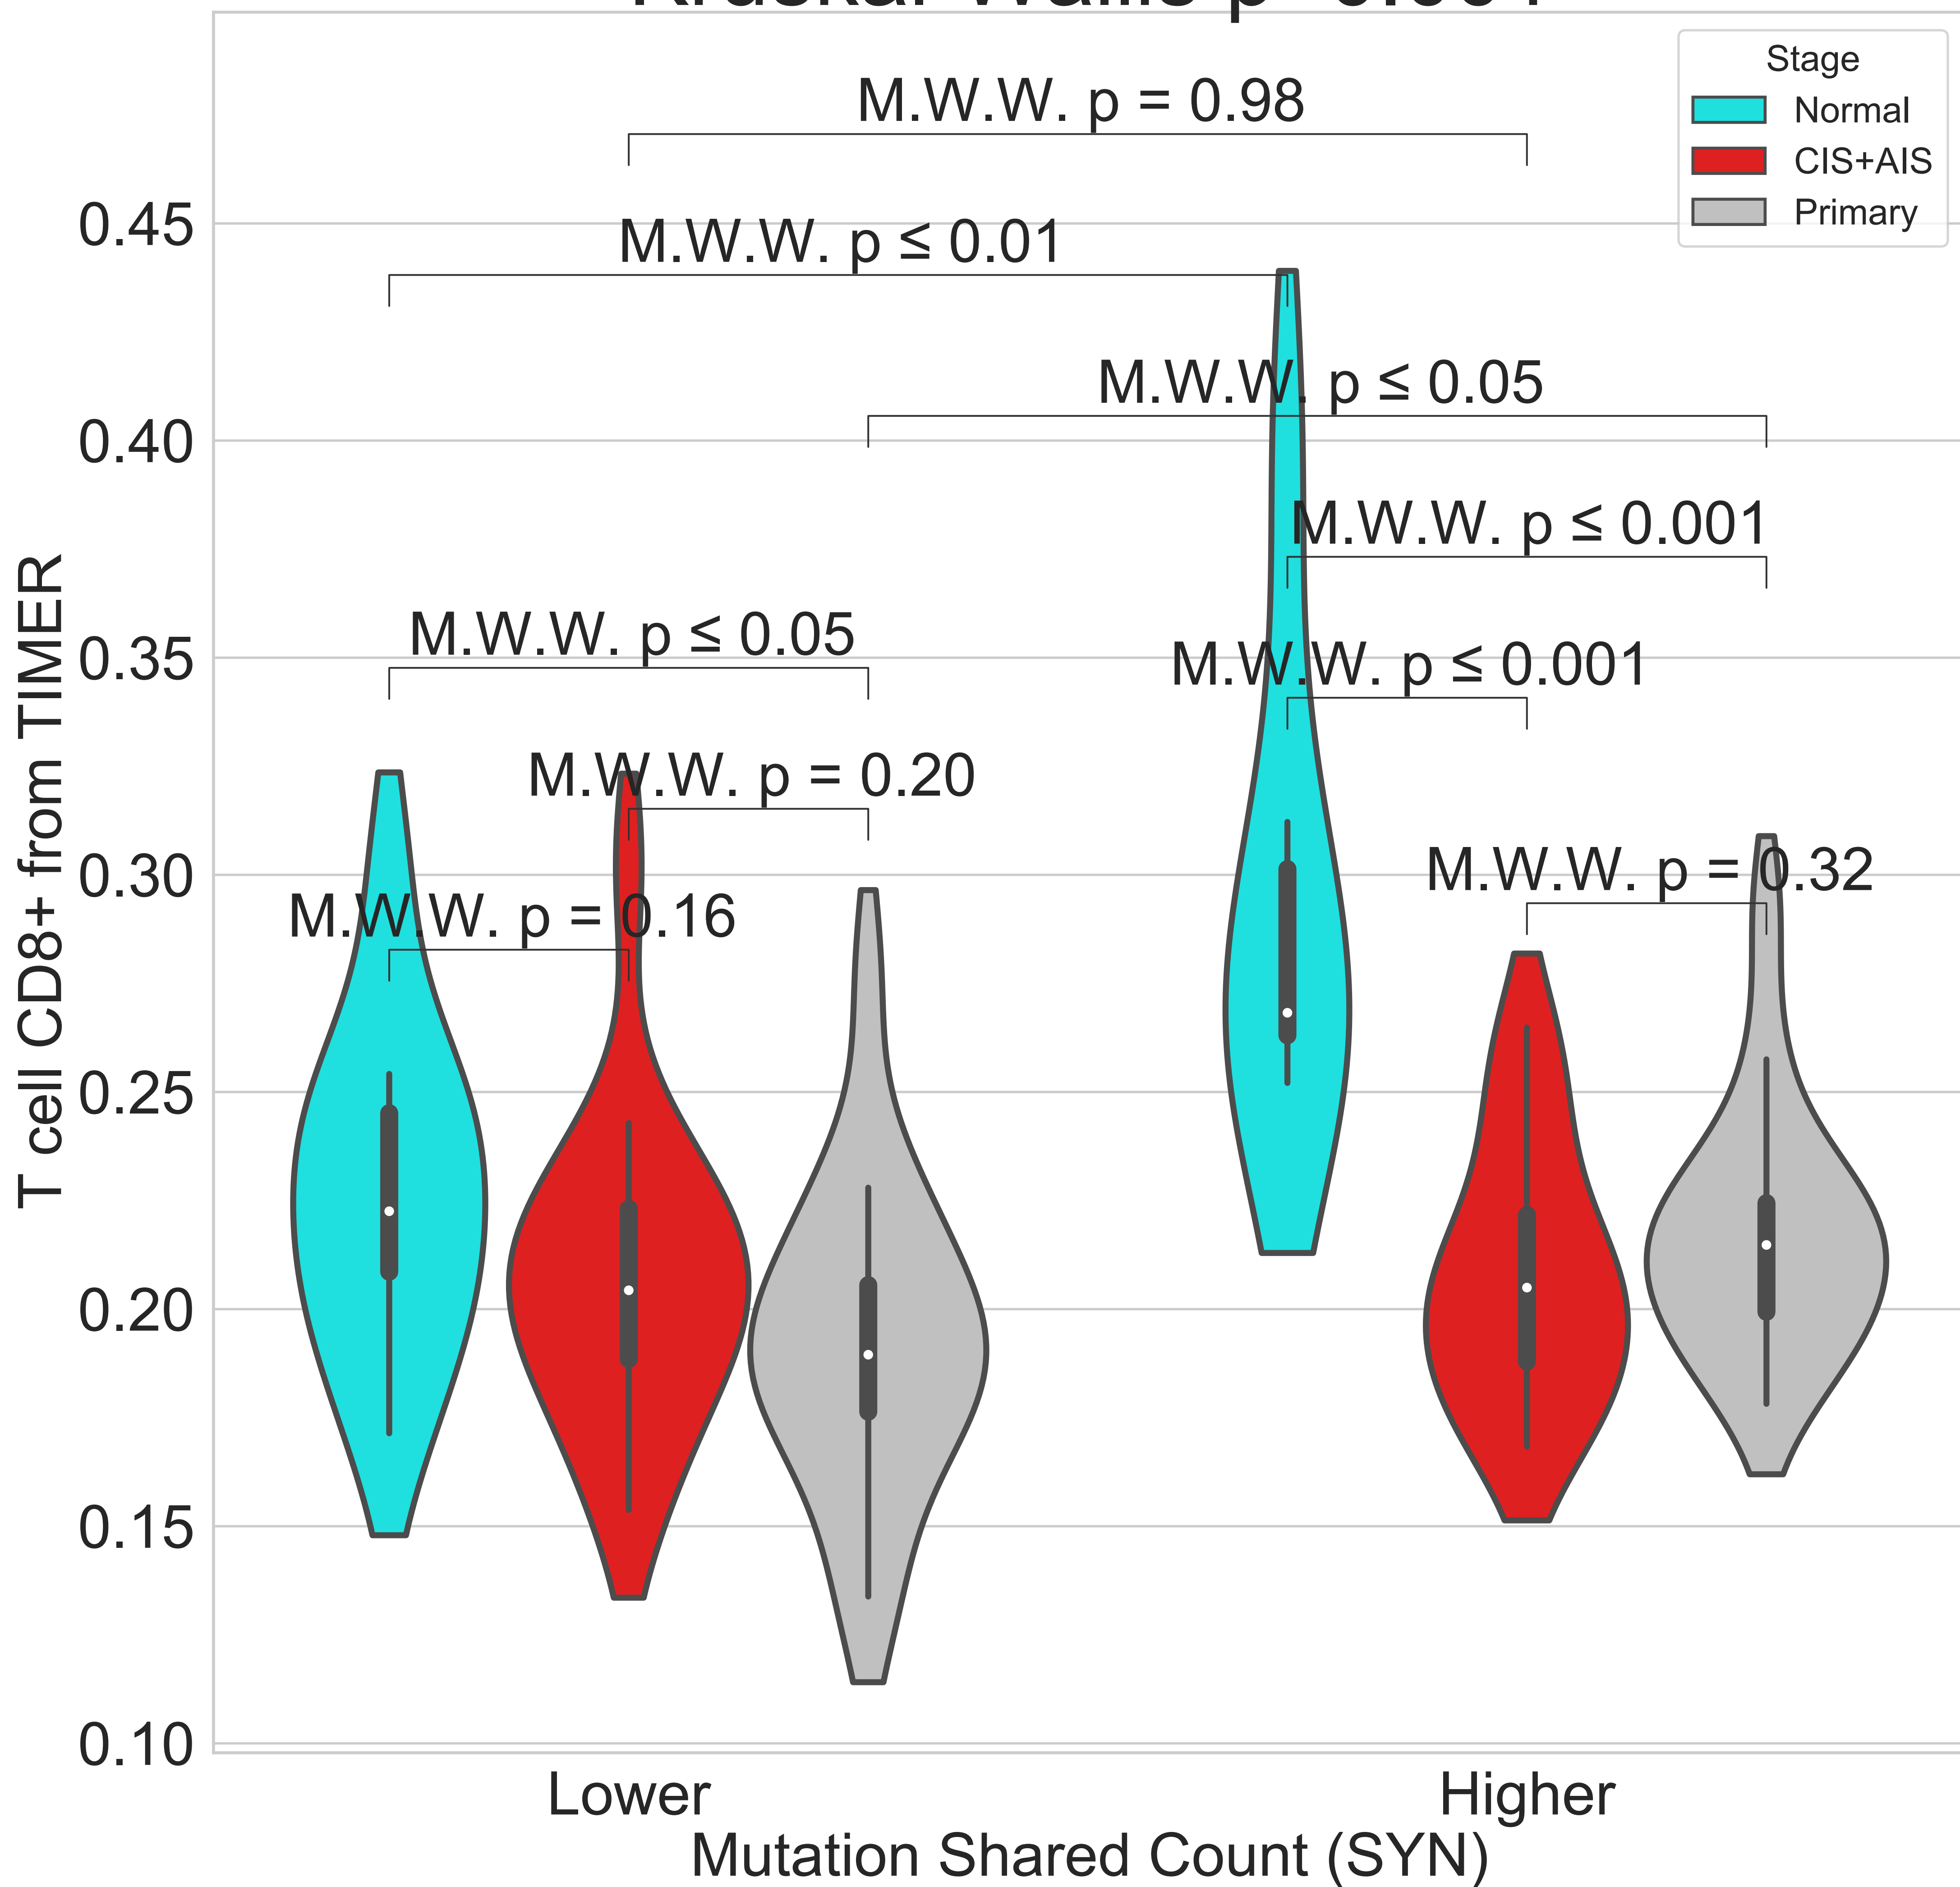 Stage
Normal
CIS+AIS
Primary
M.W.W. p = 0.98
M.W.W. p ≤ 0.01
M.W.W. p ≤ 0.05
M.W.W. p ≤ 0.001
M.W.W. p ≤ 0.05
M.W.W. p ≤ 0.001
M.W.W. p = 0.20
M.W.W. p = 0.32
M.W.W. p = 0.16
T cell CD8+ from TIMER
0.45
0.40
0.35
0.30
0.25
0.20
0.15
0.10
Lower
Higher
Mutation Shared Count (SYN)